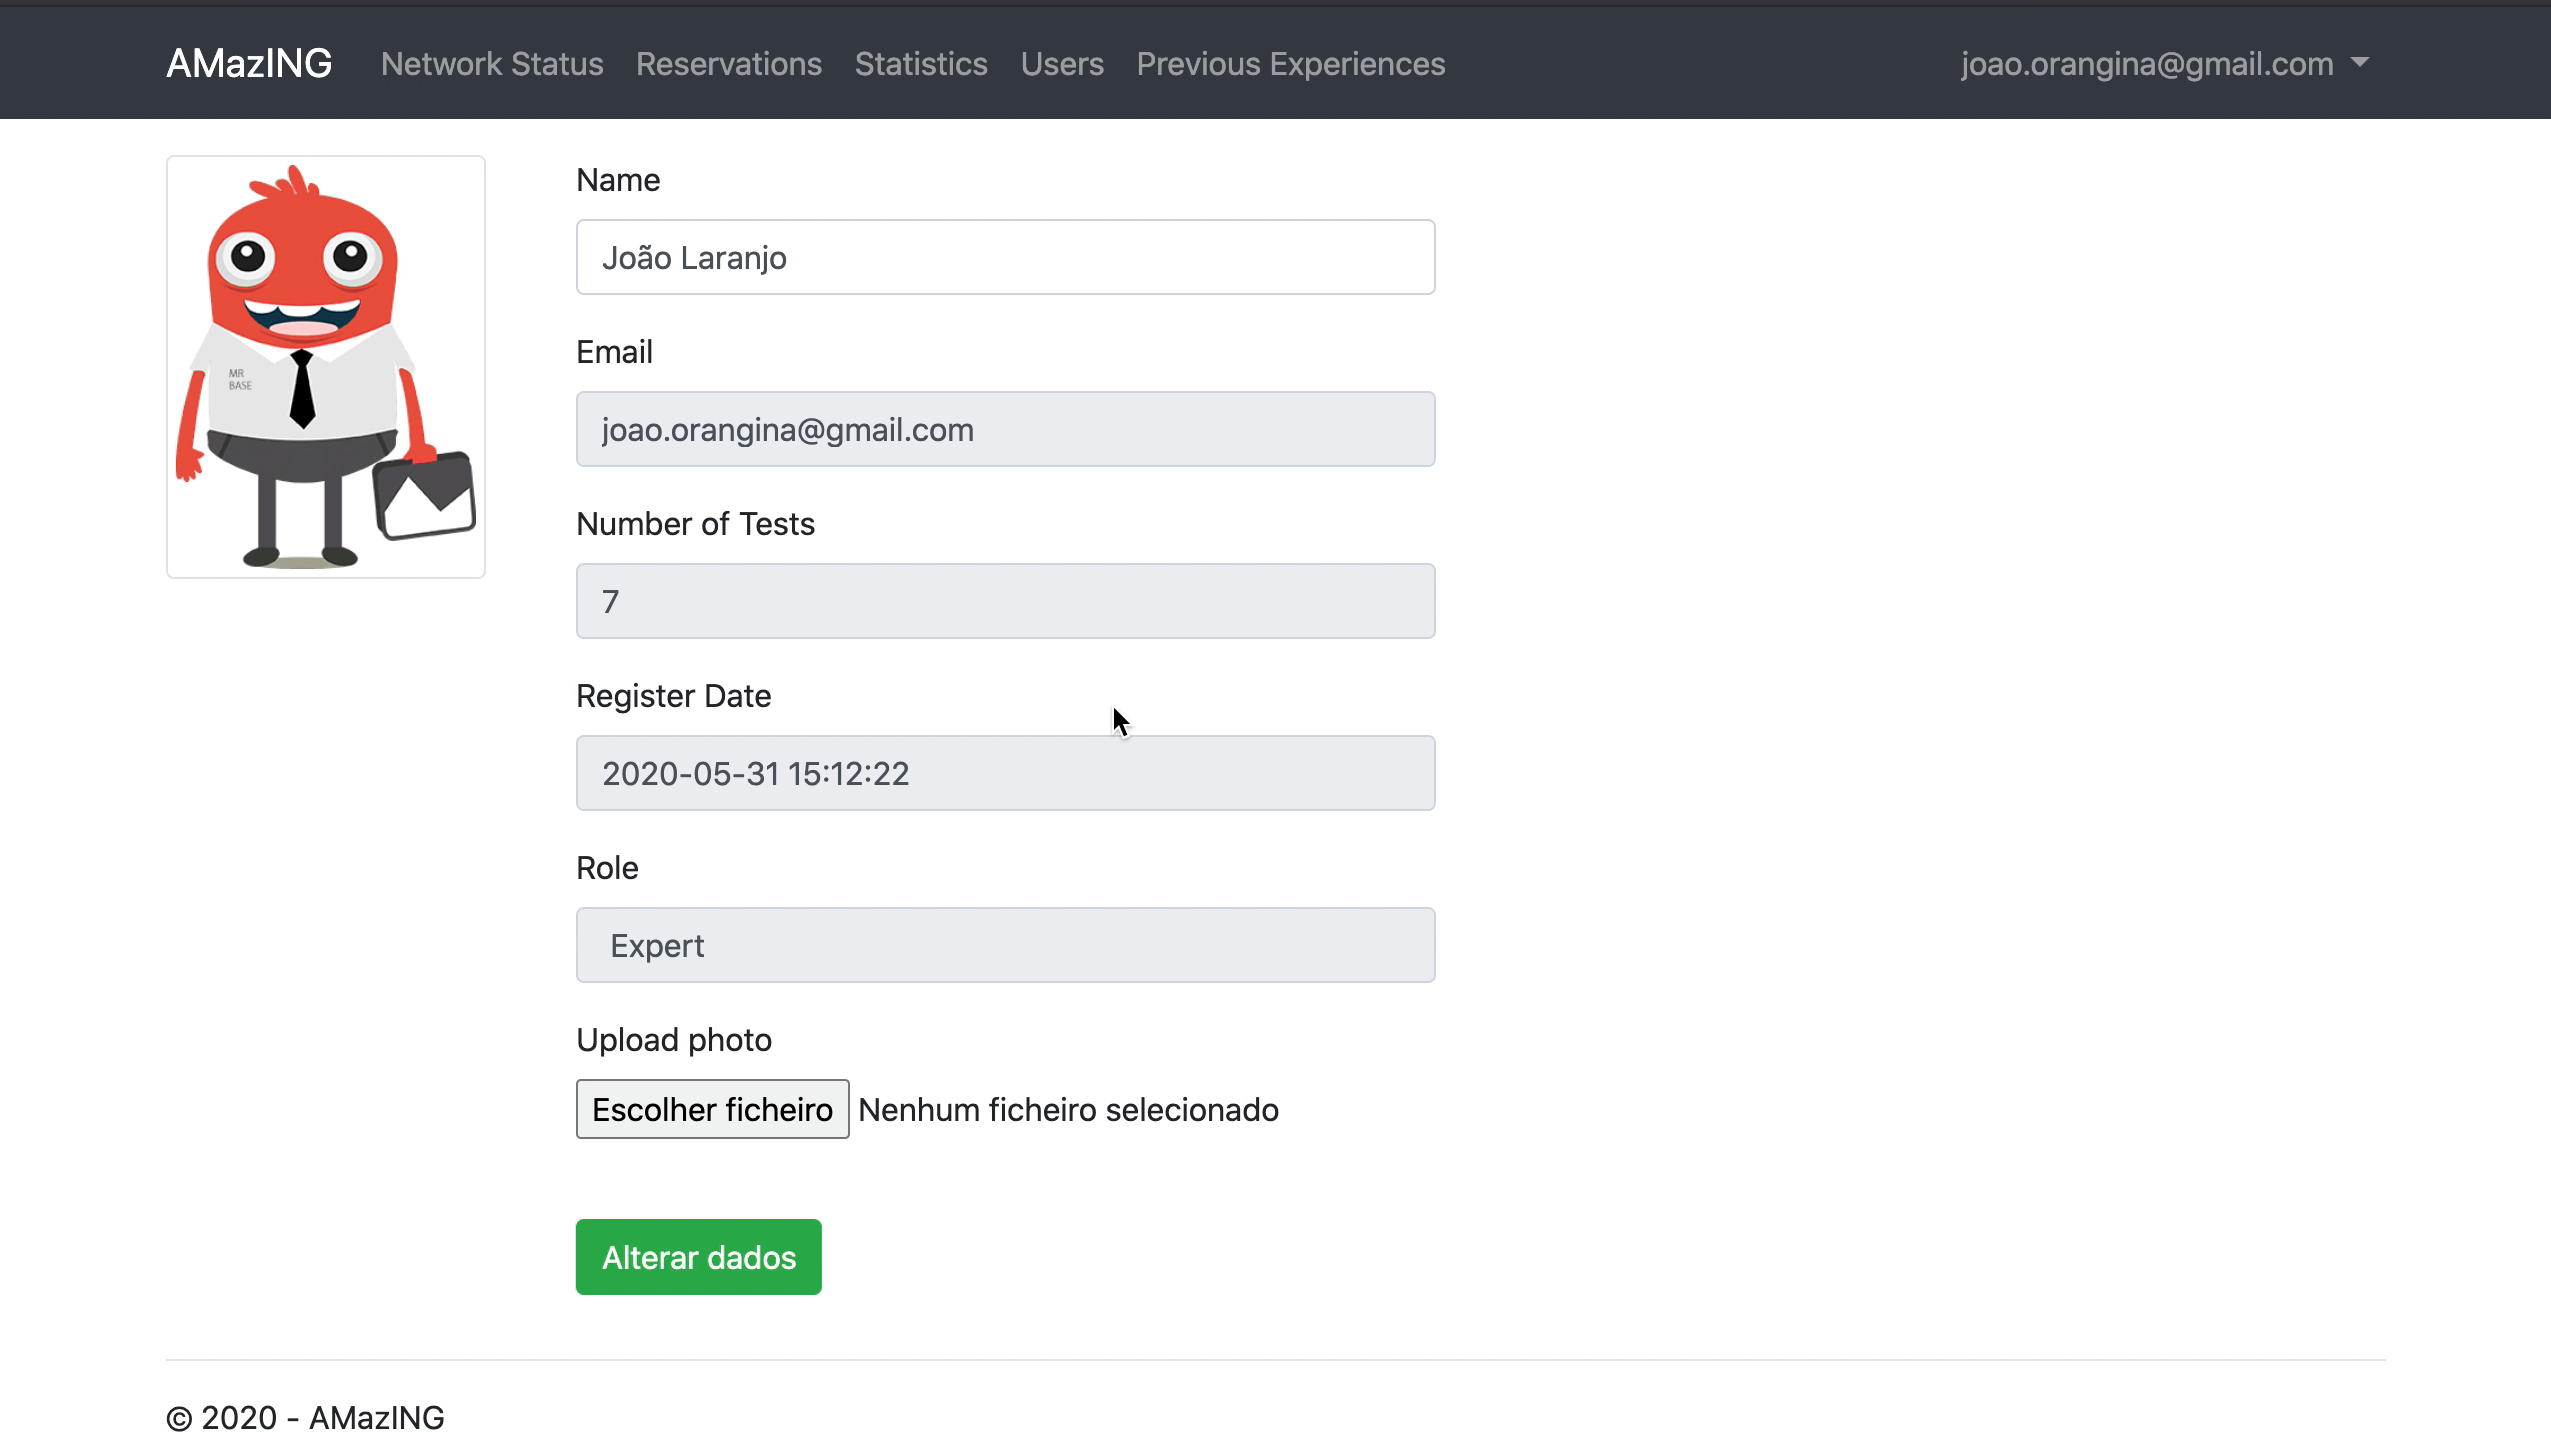 AMazING Network Status Reservations Statistics Users Previous Experiences joao.orangina@gmail.com
MR
BASE
Name
João Laranjo
Email
joao.orangina@gmail.com
Number of Tests
7
Register Date
2020-05-31 15:12:22
Role
Expert
Upload photo
Escolher ficheiro Nenhum ficheiro selecionado
Alterar dados
© 2020 - AMazING